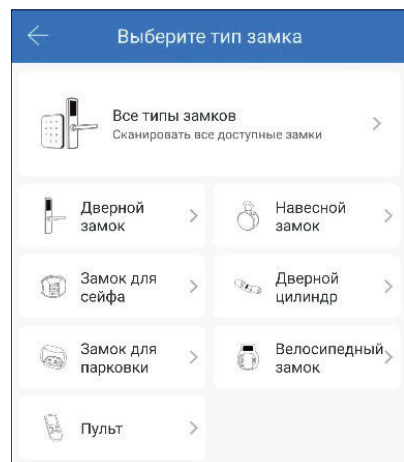 Выберите тип замка
Все типы замков
Сканировать все доступные замки
Дверной
замок
Навесной
замок
Замок для
сейфа
Дверной
цилиндр
Замок для
парковки
Велосипедный
замок
Пульт